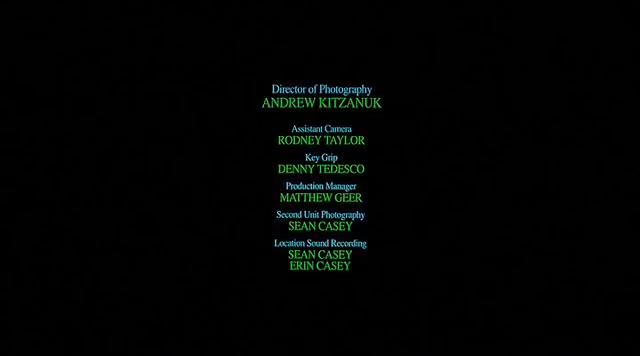 Director of Photography
ANDREW KITZANUK
Assistant Camera
RODNEY TAYLOR
Key Grip
DENNY TEDESCO
Production Manager
MATTHEW GEER
Second Unit Photography
SEAN CASEY
Location Sound Recording
SEAN CASEY
ERIN CASEY